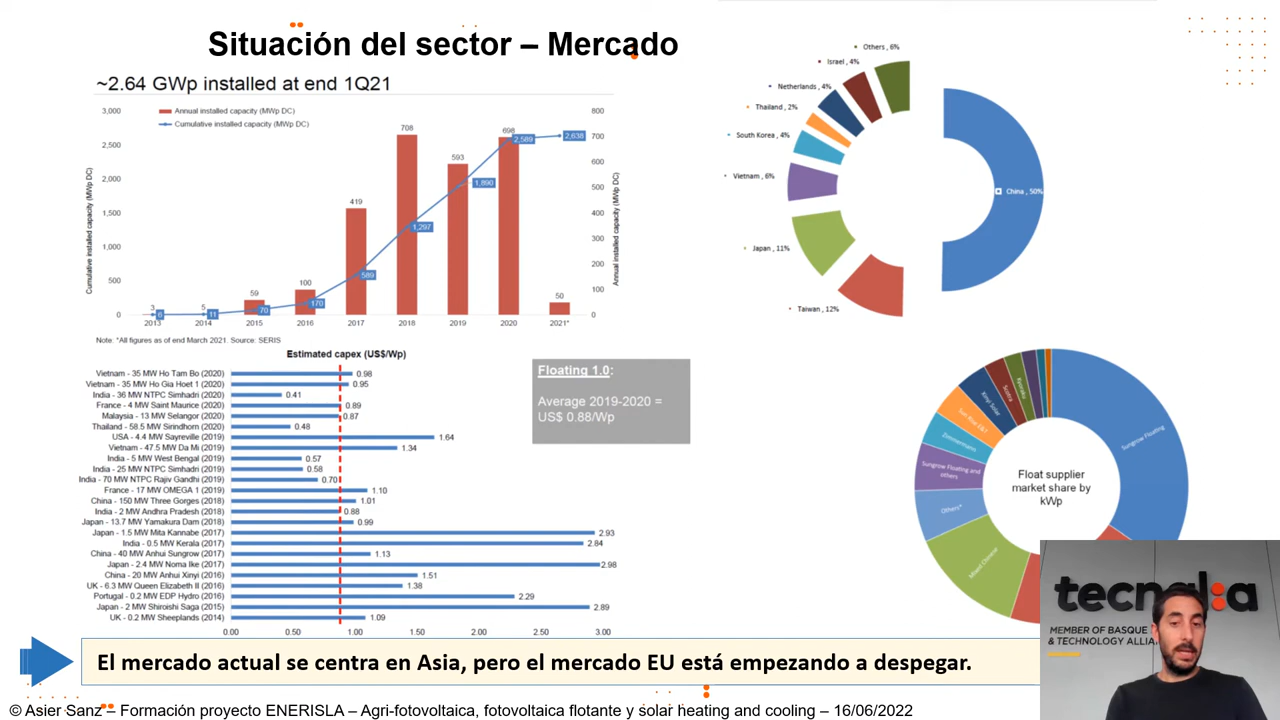 Situación del sector – Mercado
~2.64 GWp installed at end 1Q21
Annual installed capacity (MWp DC)
Cumulative installed capacity (MWp DC)
Cumulative installed capacity (MWp DC)
3,000
2,500
2,000
1,500
1,000
500
0
3
5
59
100
419
708
593
698
50
6
11
70
170
589
1,297
1,890
2,589
2,638
800
700
600
500
400
300
200
100
0
Annual installed capacity (MWp DC)
2013 2014 2015 2016 2017 2018 2019 2020 2021*
Note: *All figures as of end March 2021. Source: SERIS
Estimated capex (US$/Wp)
Vietnam - 35 MW Ho Tam Bo (2020) 0.98
Vietnam - 35 MW Ho Gia Hoet 1 (2020) 0.95
India - 36 MW NTPC Simhadri (2020) 0.41
France - 4 MW Saint Maurice (2020) 0.89
Malaysia - 13 MW Selangor (2020) 0.87
Thailand - 58.5 MW Sirindhorn (2020) 0.48
USA - 4.4 MW Sayreville (2019) 1.64
Vietnam - 47.5 MW Da Mi (2019) 1.34
India - 5 MW West Bengal (2019) 0.57
India - 25 MW NTPC Simhadri (2019) 0.58
India - 70 MW NTPC Rajiv Gandhi (2019) 0.70
France - 17 MW OMEGA 1 (2019) 1.10
China - 150 MW Three Gorges (2018) 1.01
India - 2 MW Andhra Pradesh (2018) 0.88
Japan - 13.7 MW Yamakura Dam (2018) 0.99
Japan - 1.5 MW Mita Kannabe (2017) 2.93
India - 0.5 MW Kerala (2017) 2.84
China - 40 MW Anhui Sungrow (2017) 1.13
Japan - 2.4 MW Noma Ike (2017) 2.98
China - 20 MW Anhui Xinyi (2016) 1.51
UK - 6.3 MW Queen Elizabeth II (2016) 1.38
Portugal - 0.2 MW EDP Hydro (2016) 2.29
Japan - 2 MW Shiroishi Saga (2015) 2.89
UK - 0.2 MW Sheeplands (2014) 1.09
0.00 0.50 1.00 1.50 2.00 2.50 3.00
Floating 1.0:
Average 2019-2020 =
US$ 0.88/Wp
Others , 6%
Israel , 4%
Netherlands , 4%
Thailand , 2%
South Korea , 4%
Vietnam , 6%
Japan , 11%
Taiwan , 12%
China , 50%
Sungrow Floating
Xinyi Solar
Zimmermann
Sungrow Floating and
others
Others*
Mixed Chinese
Float supplier
market share by
kWp
tecnalia
MEMBER OF BASQUE
& TECHNOLOGY ALLIA
El mercado actual se centra en Asia, pero el mercado EU está empezando a despegar.
© Asier Sanz – Formación proyecto ENERISLA – Agri-fotovoltaica, fotovoltaica flotante y solar heating and cooling – 16/06/2022